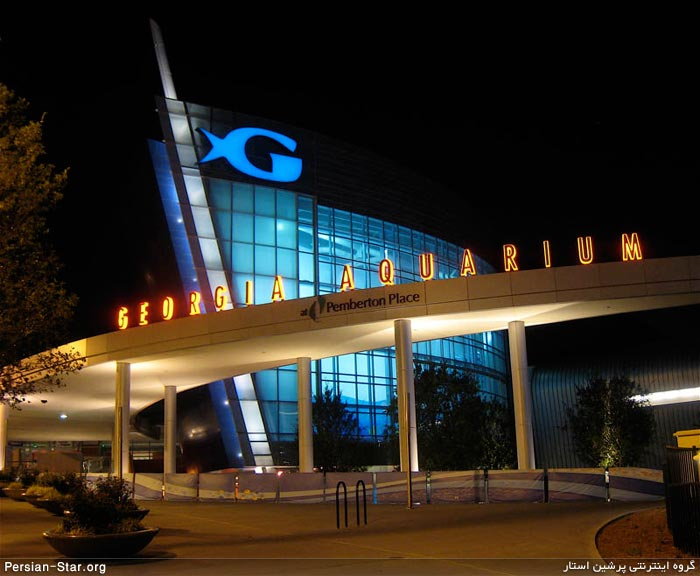 G
GEORGIA AQUARIUM
at Pemberton Place
Persian-Star.org
گروه اینترنتی پرشین استار